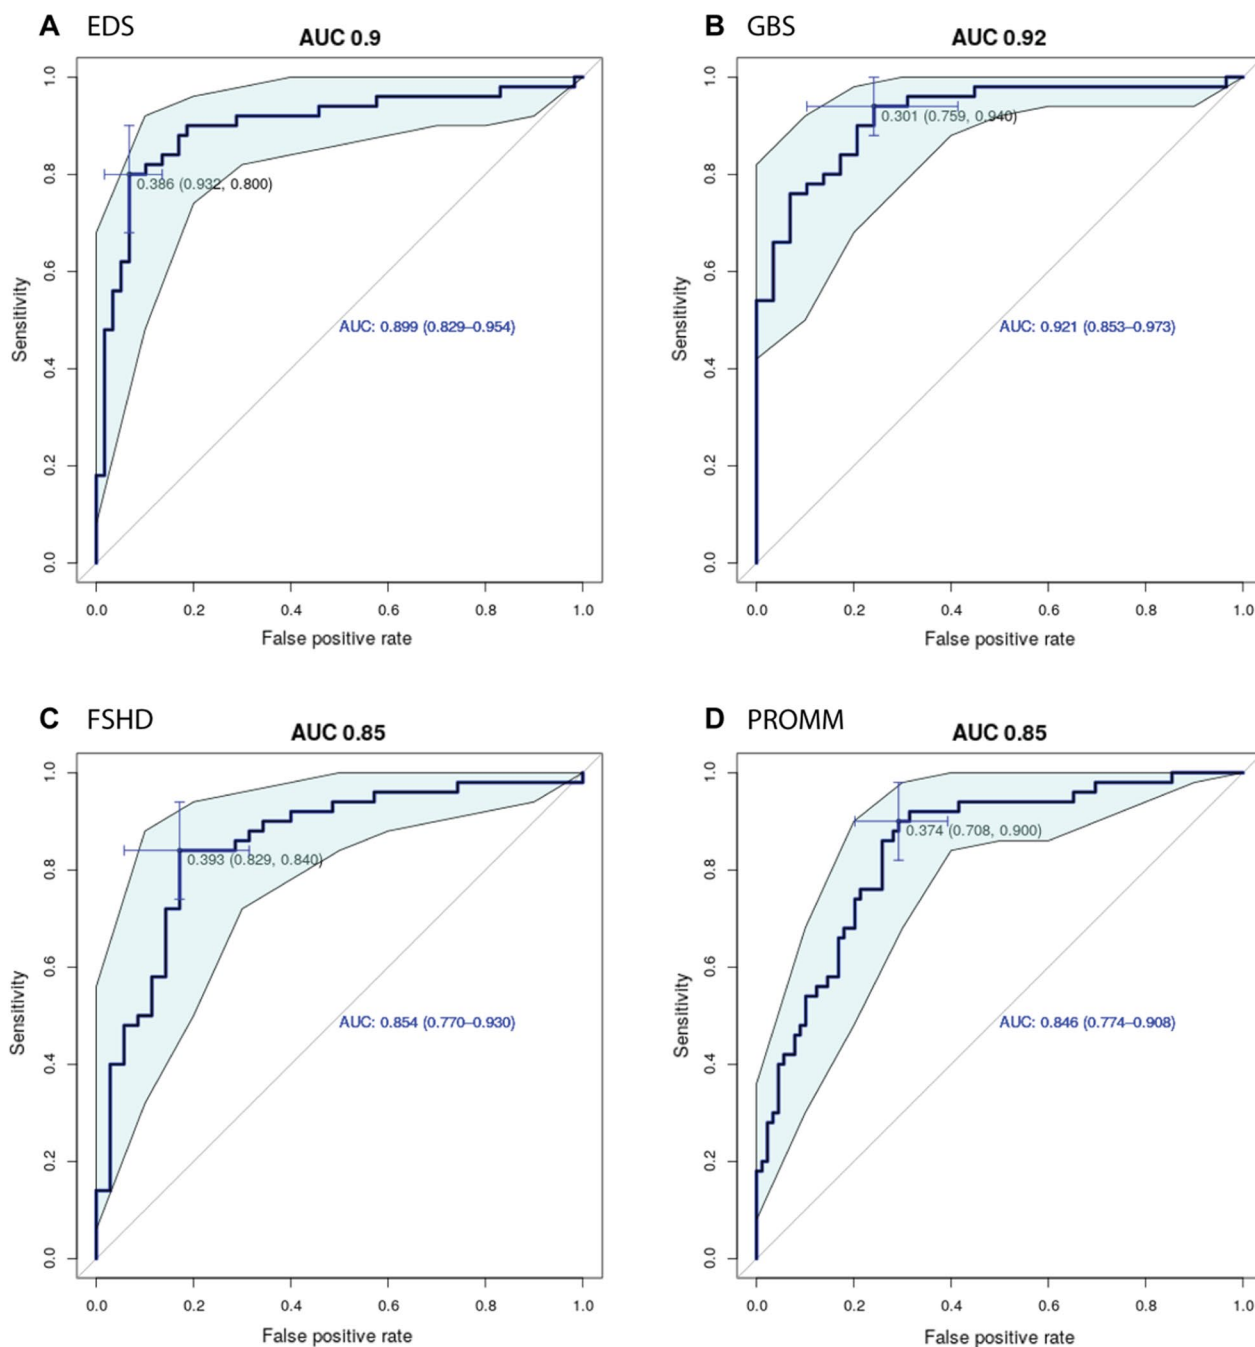 A EDS
AUC 0.9
1.0
0.8
0.6
0.4
0.2
0.0
Sensitivity
0.386 (0.932, 0.800)
AUC: 0.899 (0.829–0.954)
0.0 0.2 0.4 0.6 0.8 1.0
False positive rate
B GBS
AUC 0.92
1.0
0.8
0.6
0.4
0.2
0.0
Sensitivity
0.301 (0.759, 0.940)
AUC: 0.921 (0.853–0.973)
0.0 0.2 0.4 0.6 0.8 1.0
False positive rate
C FSHD
AUC 0.85
1.0
0.8
0.6
0.4
0.2
0.0
Sensitivity
0.393 (0.829, 0.840)
AUC: 0.854 (0.770–0.930)
0.0 0.2 0.4 0.6 0.8 1.0
False positive rate
D PROMM
AUC 0.85
1.0
0.8
0.6
0.4
0.2
0.0
Sensitivity
0.374 (0.708, 0.900)
AUC: 0.846 (0.774–0.908)
0.0 0.2 0.4 0.6 0.8 1.0
False positive rate